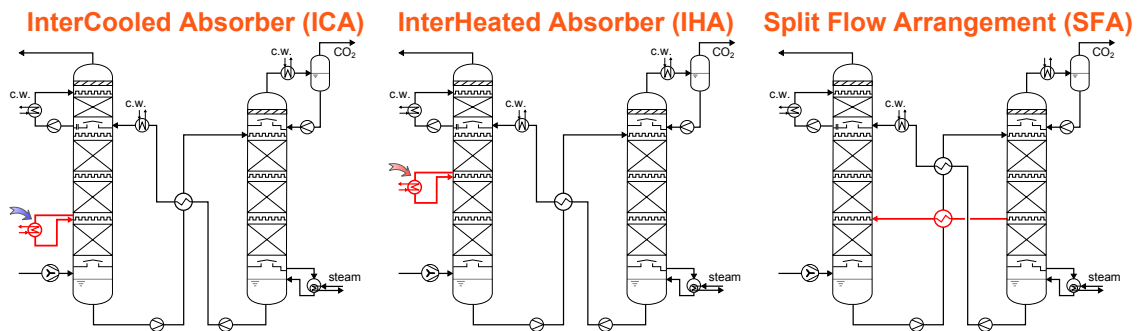 InterCooled Absorber (ICA)
c.w.
CO2
c.w.
c.w.
steam
InterHeated Absorber (IHA)
c.w.
CO2
c.w.
c.w.
steam
Split Flow Arrangement (SFA)
c.w.
CO2
c.w.
c.w.
steam